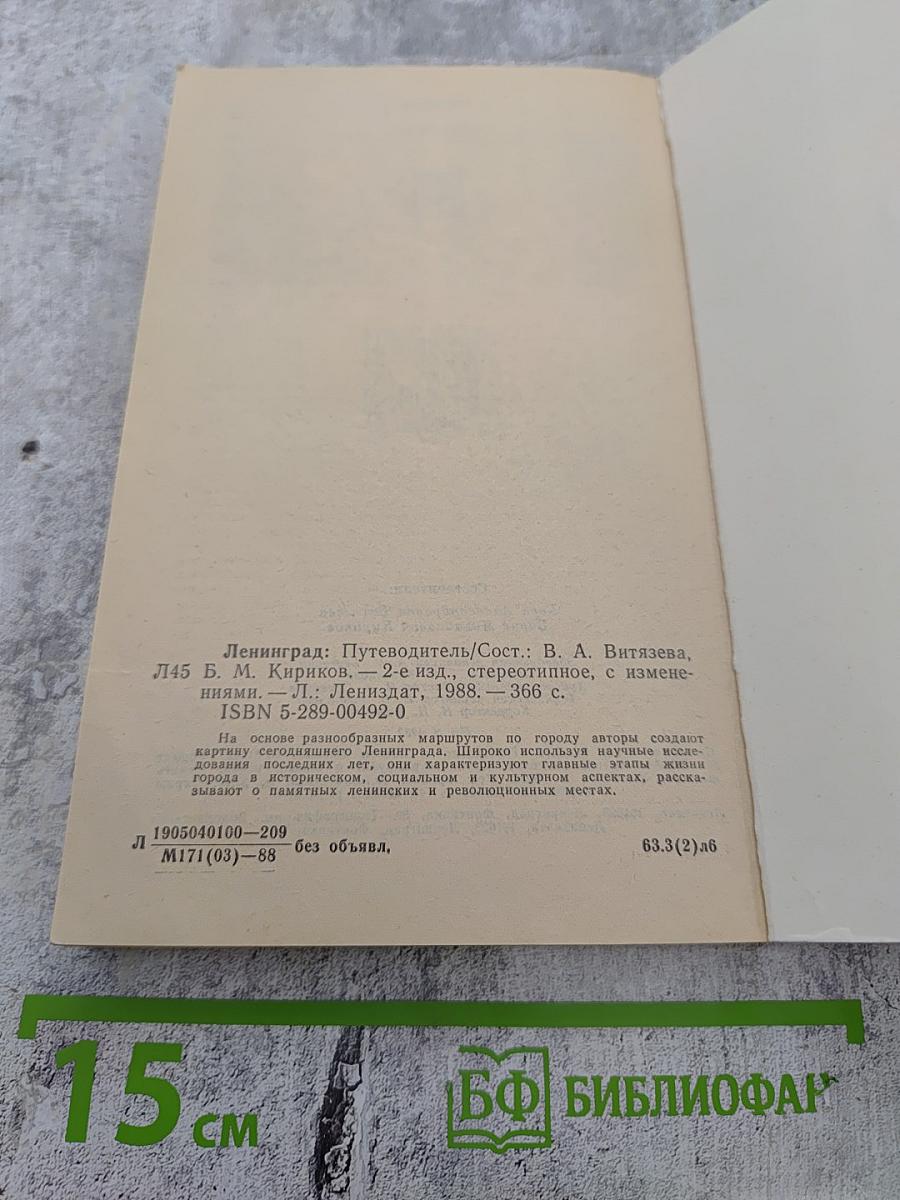 Ленинград: Путеводитель/Сост.: В. А. Витязева,
Л45 Б. М. Кириков. — 2-е изд., стереотипное, с измене-
ниями. — Л.: Лениздат, 1988. — 366 с.
ISBN 5-289-00492-0
На основе разнообразных маршрутов по городу авторы создают
картину сегодняшнего Ленинграда. Широко используя научные иссле-
дования последних лет, они характеризуют главные этапы жизни
города в историческом, социальном и культурном аспектах, расска-
зывают о памятных ленинских и революционных местах.
Л 1905040100—209
М171(03)—88 без объявл,
63.3(2)л6
15 см
БФ БИБЛИОФАН